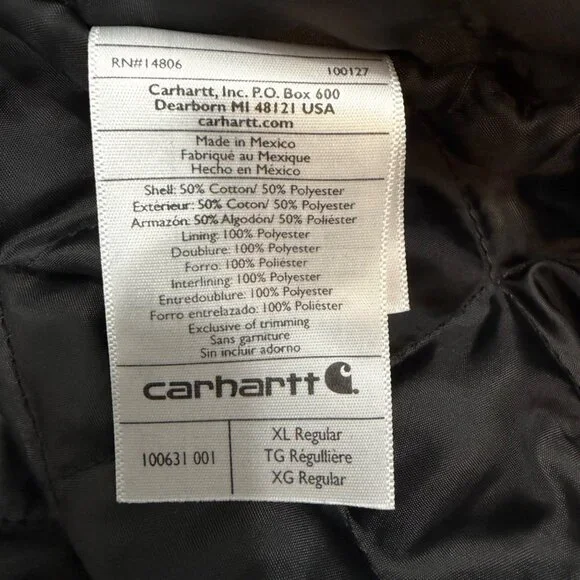 RN#14806 100127
Carhartt, Inc. P.O. Box 600
Dearborn MI 48121 USA
carhartt.com
Made in Mexico
Fabriqué au Mexique
Hecho en México
Shell: 50% Cotton/ 50% Polyester
Extérieur: 50% Coton/ 50% Polyester
Armazón: 50% Algodón/ 50% Poliéster
Lining: 100% Polyester
Doublure: 100% Polyester
Forro: 100% Poliéster
Interlining: 100% Polyester
Entredoublure: 100% Polyester
Forro entrelazado: 100% Poliéster
Exclusive of trimming
Sans garniture
Sin incluir adorno
carhartt
100631 001
XL Regular
TG Régullière
XG Regular